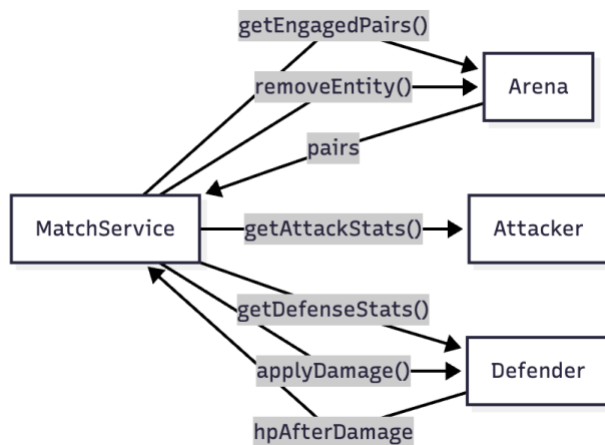 getEngagedPairs()
removeEntity()
Arena
pairs
MatchService
getAttackStats()
Attacker
getDefenseStats()
applyDamage()
Defender
hpAfterDamage